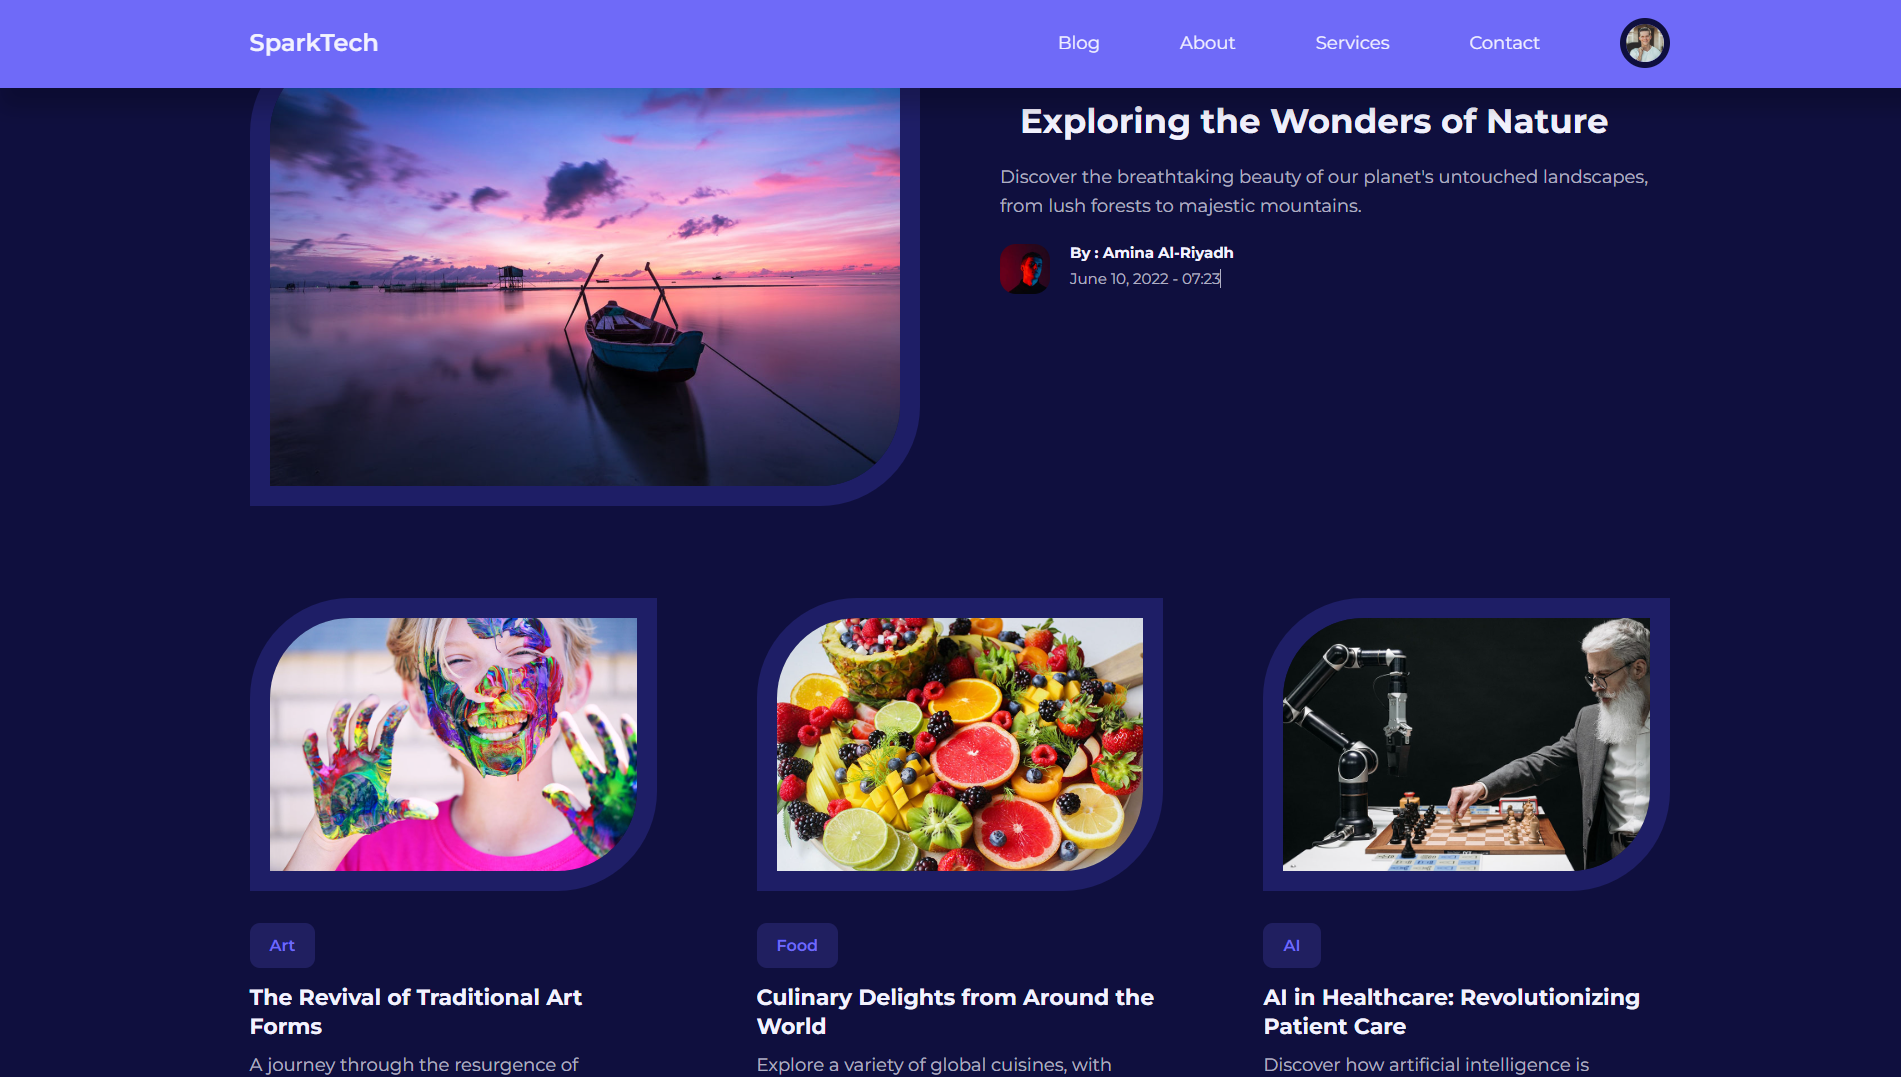 SparkTech
Blog
About
Services
Contact
Exploring the Wonders of Nature
Discover the breathtaking beauty of our planet's untouched landscapes,
from lush forests to majestic mountains.
By : Amina Al-Riyadh
June 10, 2022 - 07:23
Art
The Revival of Traditional Art
Forms
A journey through the resurgence of
Food
Culinary Delights from Around the
World
Explore a variety of global cuisines, with
AI
AI in Healthcare: Revolutionizing
Patient Care
Discover how artificial intelligence is